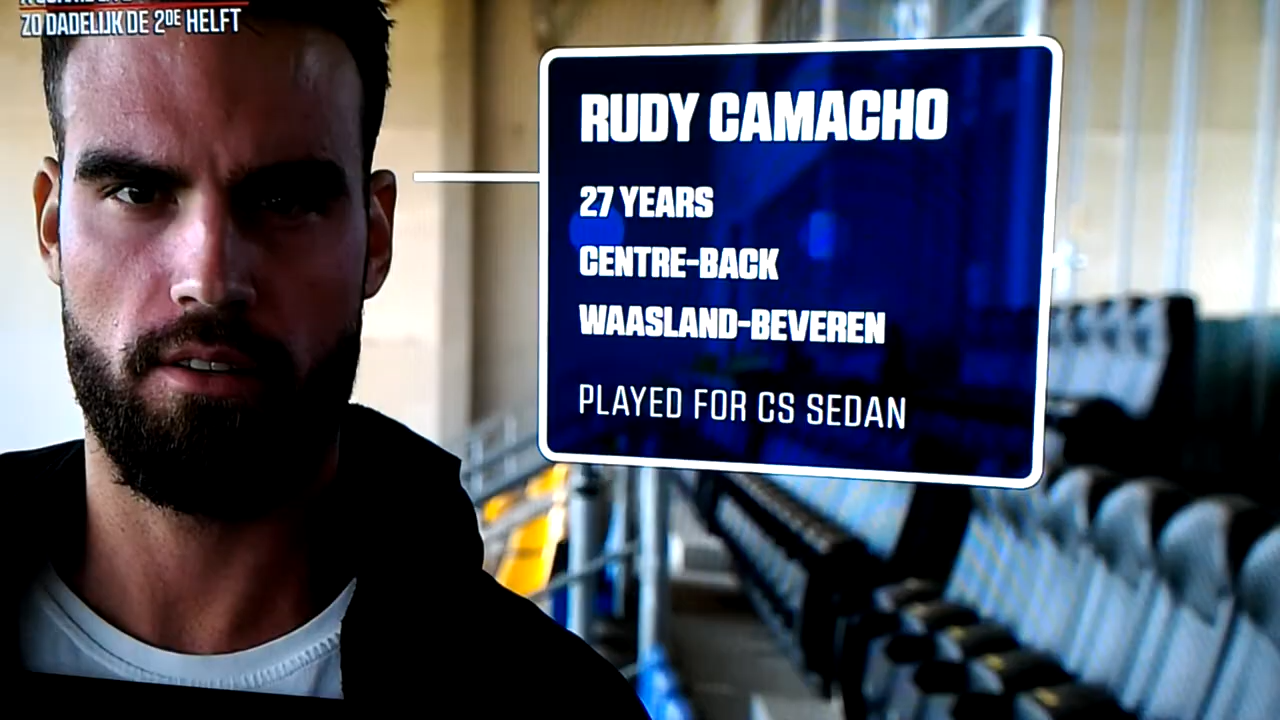 ZO DADELIJK DE 2DE HELFT
RUDY CAMACHO
27 YEARS
CENTRE-BACK
WAASLAND-BEVEREN
PLAYED FOR CS SEDAN